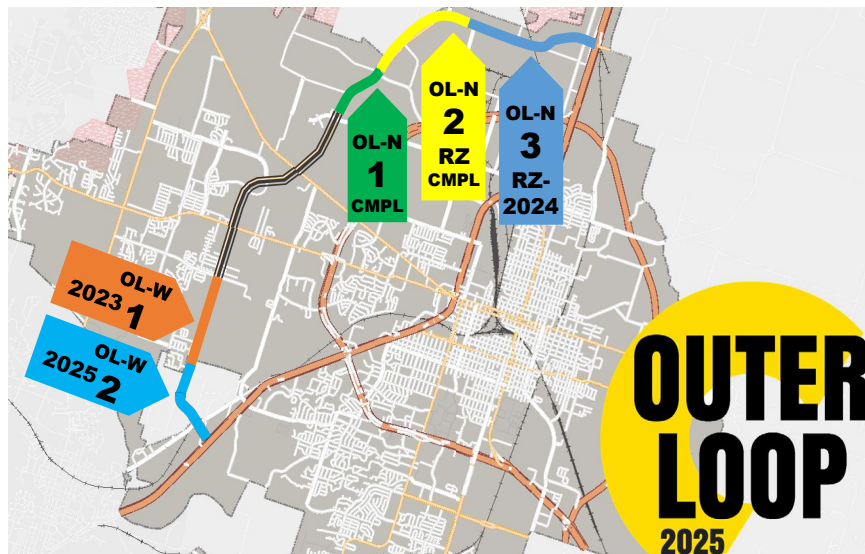 OL-N
1
CMPL
OL-N
2
RZ
CMPL
OL-N
3
RZ-
2024
OL-W
2023 1
OL-W
2025 2
OUTER
LOOP
2025